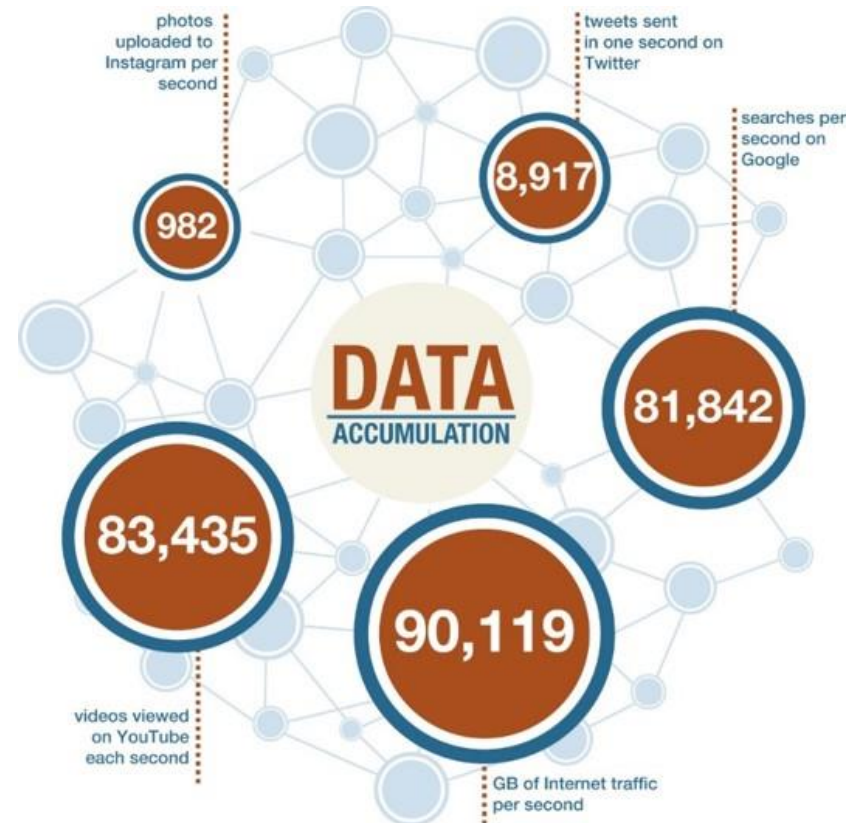 photos
uploaded to
Instagram per
second
982
tweets sent
in one second on
Twitter
8,917
searches per
second on
Google
81,842
DATA
ACCUMULATION
83,435
videos viewed
on YouTube
each second
90,119
GB of Internet traffic
per second